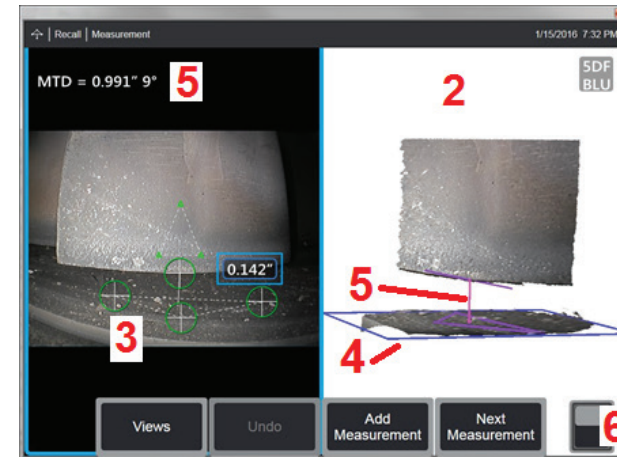 Recall | Measurement
1/15/2016 7:32 PM
MTD = 0.991" 9°
5
2
5DF
BLU
0.142"
3
5
4
Views
Undo
Add
Measurement
Next
Measurement
6